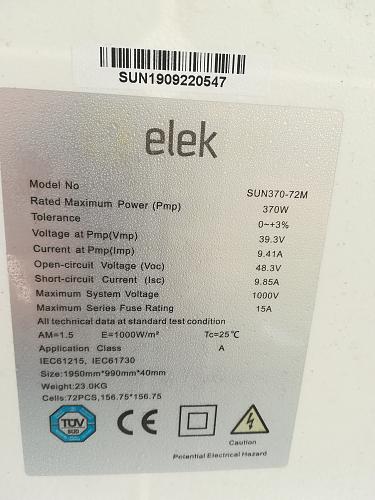 SUN1909220547
elek
Model No SUN370-72M
Rated Maximum Power (Pmp) 370W
Tolerance 0~+3%
Voltage at Pmp(Vmp) 39.3V
Current at Pmp(Imp) 9.41A
Open-circuit Voltage (Voc) 48.3V
Short-circuit Current (Isc) 9.85A
Maximum System Voltage 1000V
Maximum Series Fuse Rating 15A
All technical data at standard test condition
AM=1.5 E=1000W/m² Tc=25℃
Application Class A
IEC61215, IEC61730
Size:1950mm*990mm*40mm
Weight:23.0KG
Cells:72PCS,156.75*156.75
TÜV
SÜD
CE
Caution
Potential Electrical Hazard